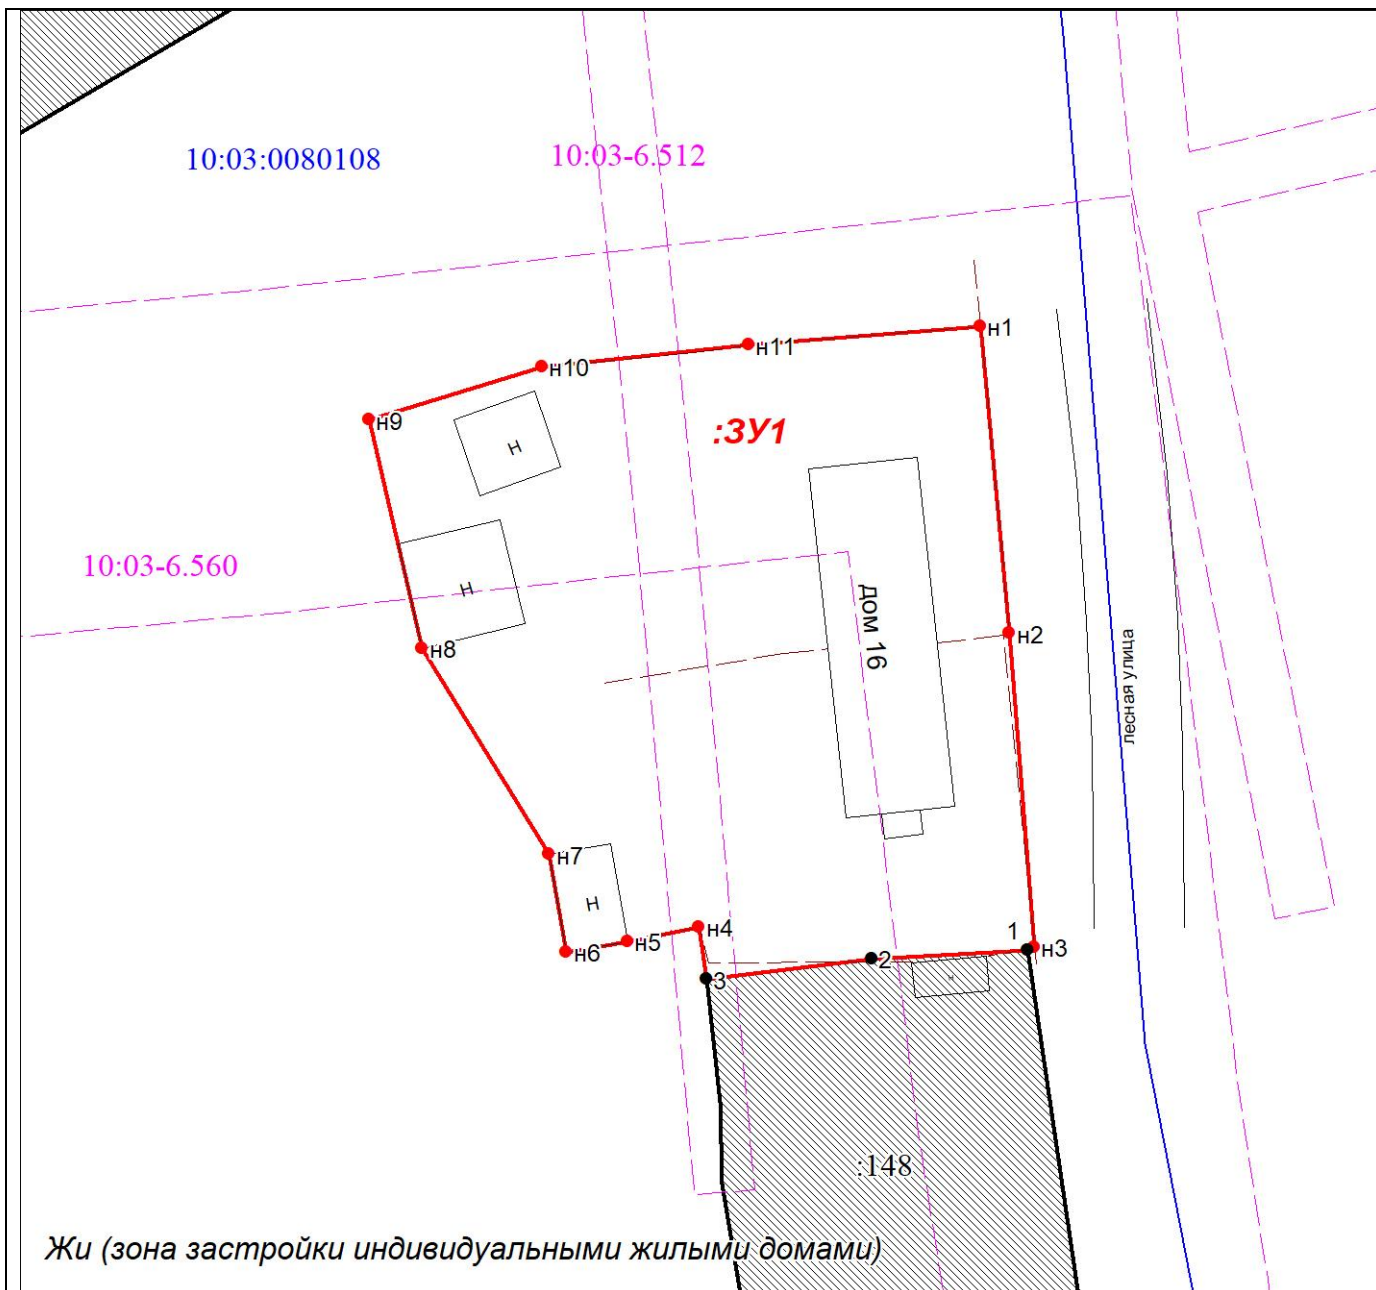 10:03:0080108
10:03-6.512
н1
н11
н10
н9
:ЗУ1
Н
10:03-6.560
Н
дом 16
н2
н8
лесная улица
н7
Н
н4
1
н5
н3
н6
2
3
н
:148
Жи (зона застройки индивидуальными жилыми домами)